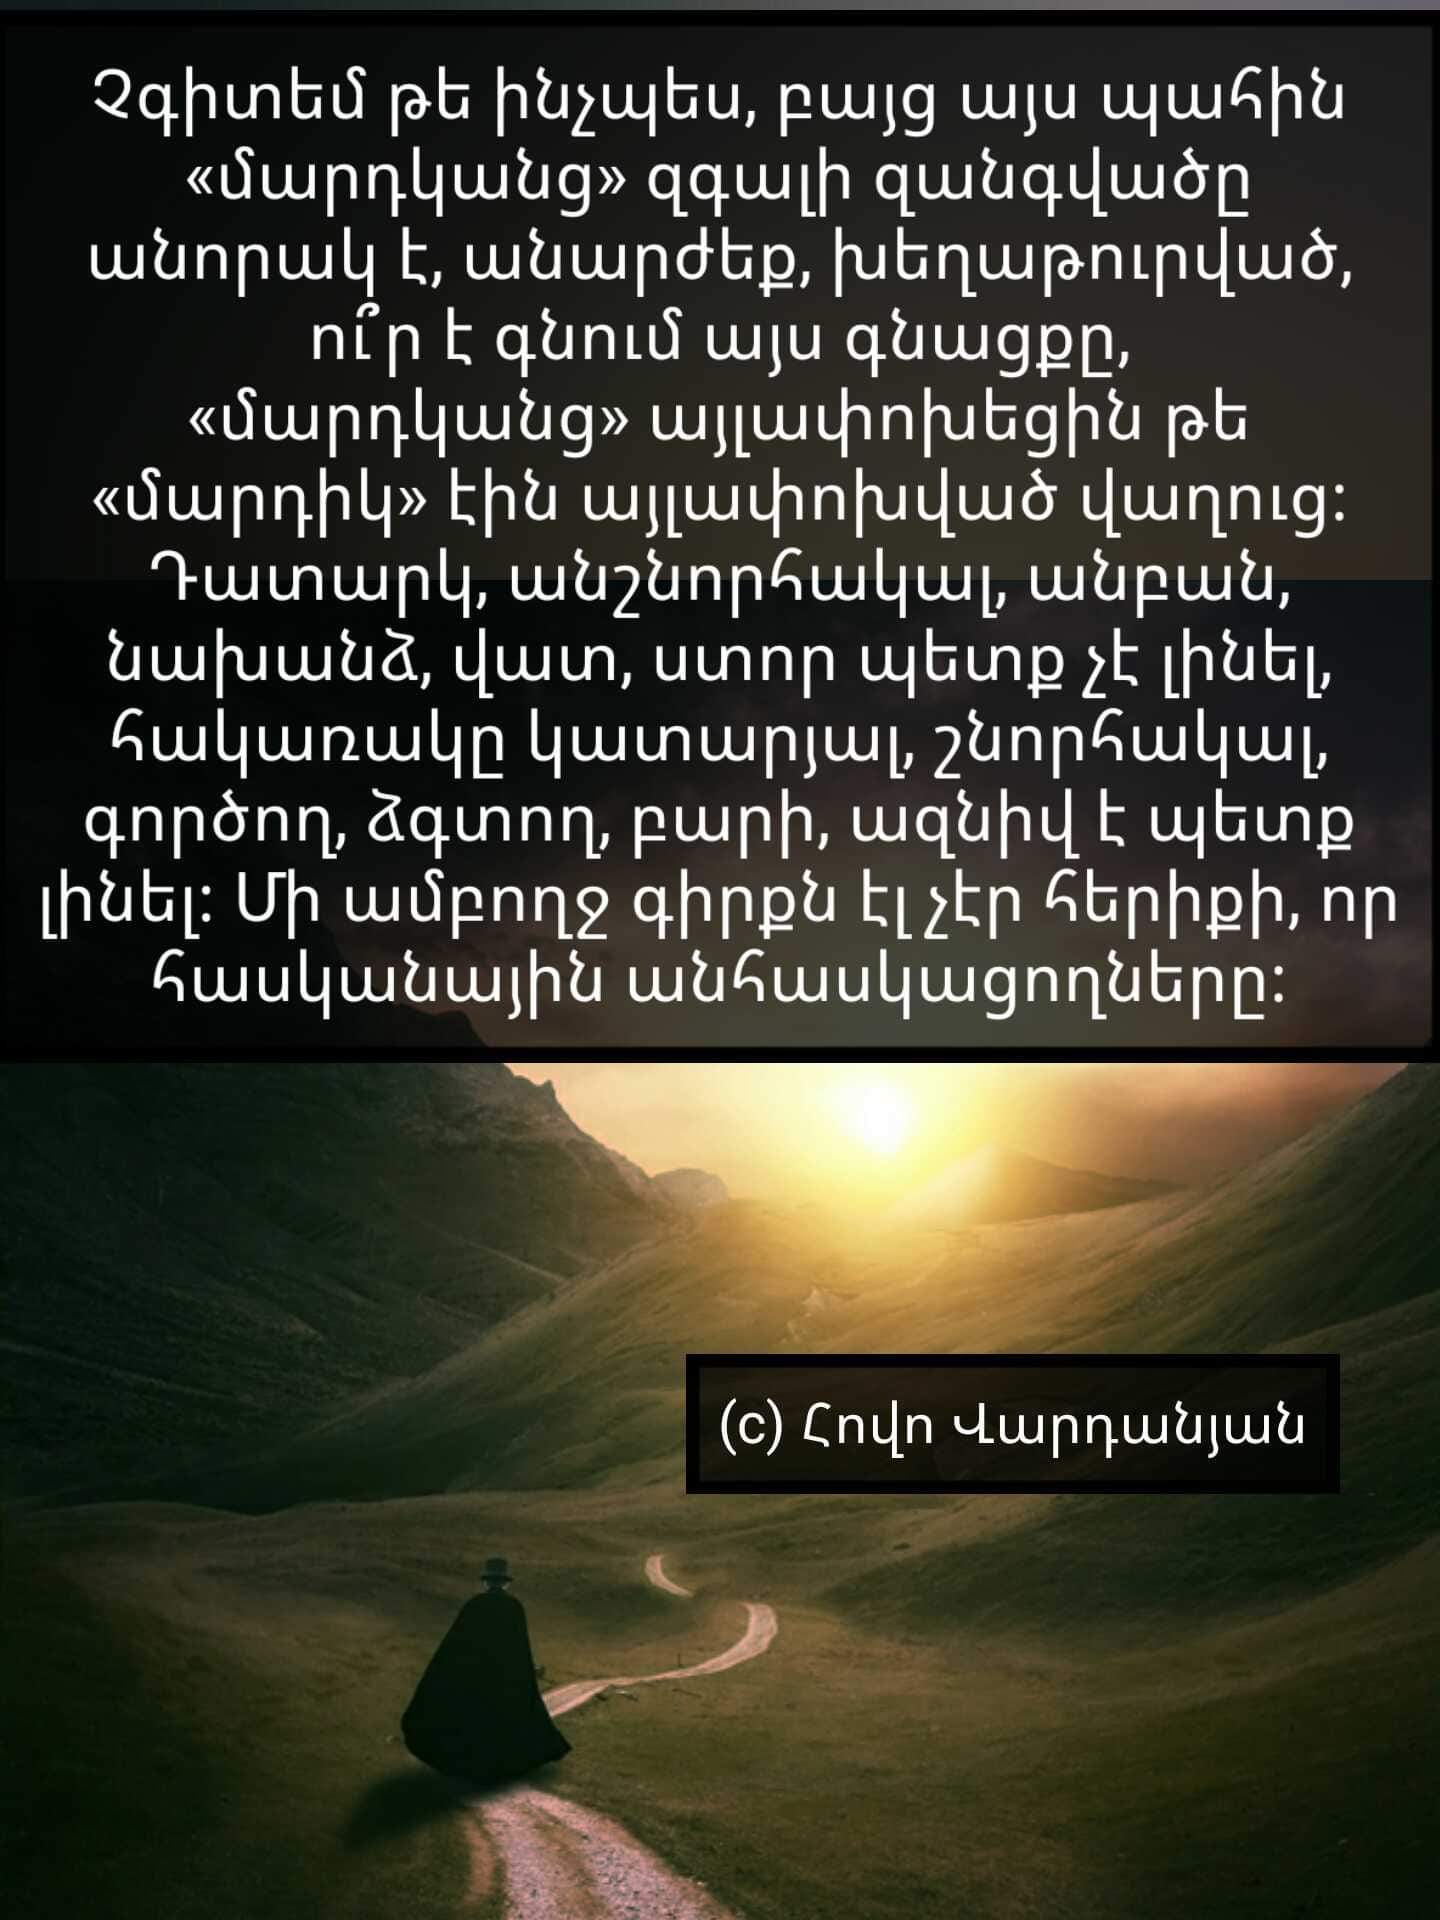 Չգիտեմ թե ինչպես, բայց այս պահին
«մարդկանց» զգալի զանգվածը
անորակ է, անարժեք, խեղաթուրված,
ու՞ր է գնում այս գնացքը,
«մարդկանց» այլափոխեցին թե
«մարդիկ» էին այլափոխված վաղուց:
Դատարկ, անշնորհակալ, անբան,
նախանձ, վատ, ստոր պետք չէ լինել,
հակառակը կատարյալ, շնորհակալ,
գործող, ձգտող, բարի, ազնիվ է պետք
լինել: Մի ամբողջ գիրքն էլ չէր հերիքի, որ
հասկանային անհասկացողները:
(c) Հովո Վարդանյան